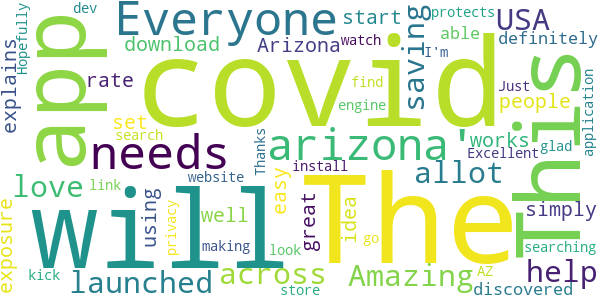 dev
protects
Hopefully
Everyone
start
able
USA
download
Arizona
watch
I'm
definitely
explains
app
rate
covid
saving
find
Just
people
set
engine
This
application
needs
search
arizona'
works
Excellent
glad
Thanks
install
love
link
using
website
easy
allot
will
The
exposure
privacy
well
great
idea
simply
making
look
go
searching
kick
launched
across
store
Amazing
AZ
help
discovered